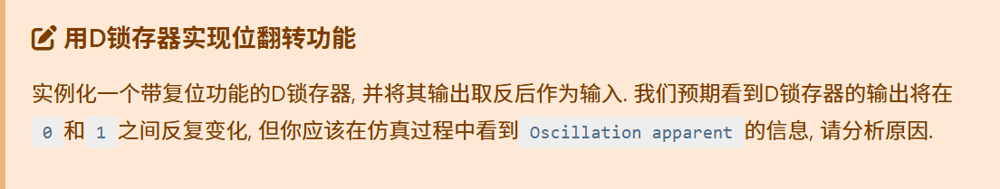 用D锁存器实现位翻转功能
实例化一个带复位功能的D锁存器, 并将其输出取反后作为输入. 我们预期看到D锁存器的输出将在
0 和 1 之间反复变化, 但你应该在仿真过程中看到 Oscillation apparent 的信息, 请分析原因.